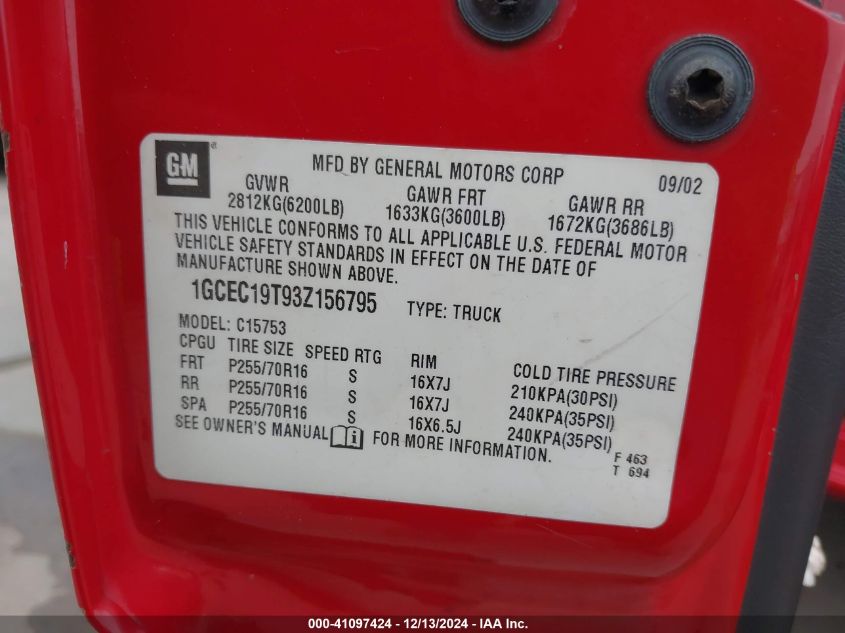 GM®
MFD BY GENERAL MOTORS CORP 09/02
GVWR GAWR FRT GAWR RR
2812KG(6200LB) 1633KG(3600LB) 1672KG(3686LB)
THIS VEHICLE CONFORMS TO ALL APPLICABLE U.S. FEDERAL MOTOR
VEHICLE SAFETY STANDARDS IN EFFECT ON THE DATE OF
MANUFACTURE SHOWN ABOVE.
1GCEC19T93Z156795 TYPE: TRUCK
MODEL: C15753
CPGU TIRE SIZE SPEED RTG RIM COLD TIRE PRESSURE
FRT P255/70R16 S 16X7J 210KPA(30PSI)
RR P255/70R16 S 16X7J 240KPA(35PSI)
SPA P255/70R16 S 16X6.5J 240KPA(35PSI)
SEE OWNER'S MANUAL i FOR MORE INFORMATION.
F 463
T 694
000-41097424 - 12/13/2024 - IAA Inc.